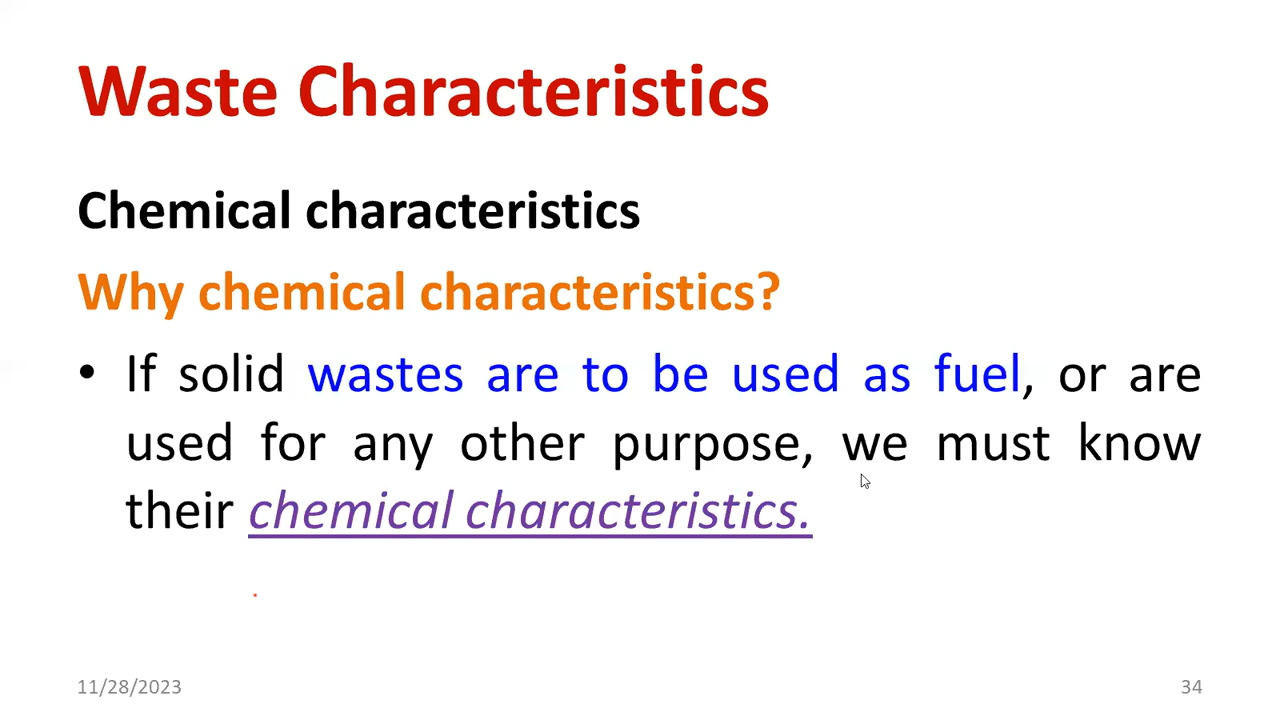 Waste Characteristics
Chemical characteristics
Why chemical characteristics?
• If solid wastes are to be used as fuel, or are
used for any other purpose, we must know
their chemical characteristics.
11/28/2023
34